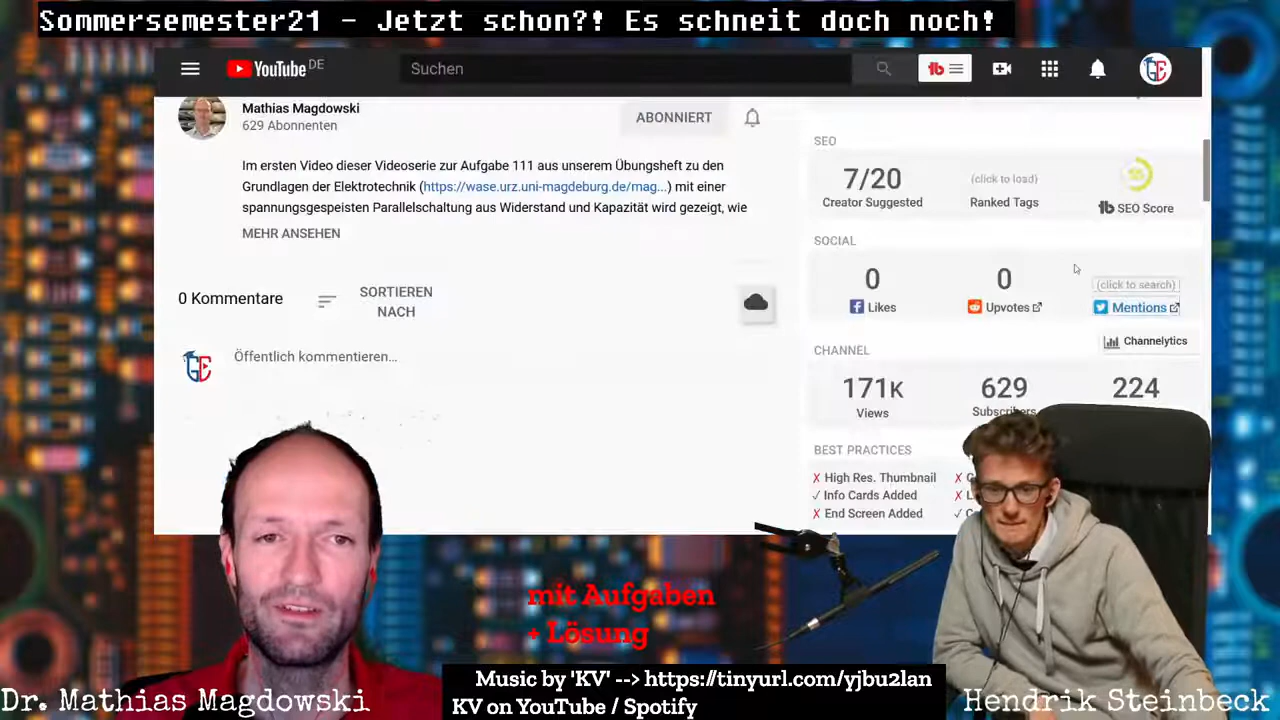 Sommersemester21 - Jetzt schon?! Es schneit doch noch!
YouTube DE
Suchen
Mathias Magdowski
629 Abonnenten
ABONNIERT
Im ersten Video dieser Videoserie zur Aufgabe 111 aus unserem Übungsheft zu den
Grundlagen der Elektrotechnik (https://wase.urz.uni-magdeburg.de/mag...) mit einer
spannungsgespeisten Parallelschaltung aus Widerstand und Kapazität wird gezeigt, wie
MEHR ANSEHEN
0 Kommentare
SORTIEREN
NACH
Öffentlich kommentieren...
SEO
7/20
Creator Suggested
(click to load)
Ranked Tags
tb SEO Score
SOCIAL
0
Likes
0
Upvotes
(click to search)
Mentions
Channelytics
CHANNEL
171K
Views
629
Subscribers
224
BEST PRACTICES
✗ High Res. Thumbnail
✓ Info Cards Added
✗ End Screen Added
mit Aufgaben
+ Lösung
Music by 'KV' --> https://tinyurl.com/yjbu2lan
KV on YouTube / Spotify
Dr. Mathias Magdowski
Hendrik Steinbeck